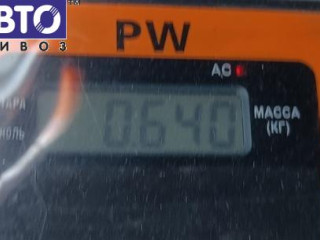 ВТО
ИВОЗ
PW
AC
ТАРА
НОЛЬ
0640
МАССА
(КГ)